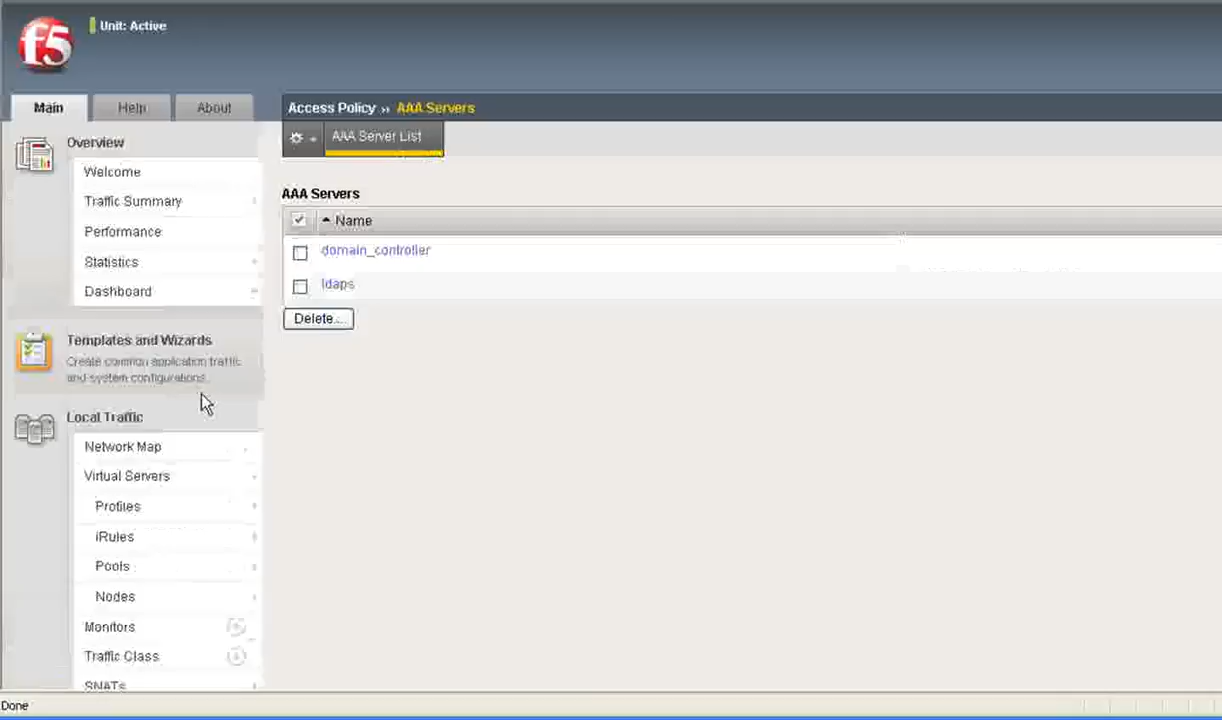 f5
Unit: Active
Main
Help
About
Access Policy ›› AAA Servers
AAA Server List
Overview
Welcome
Traffic Summary
Performance
Statistics
Dashboard
Templates and Wizards
Create common application traffic
and system configurations.
Local Traffic
Network Map
Virtual Servers
Profiles
iRules
Pools
Nodes
Monitors
Traffic Class
SNATs
AAA Servers
Name
domain_controller
ldaps
Delete...
Done